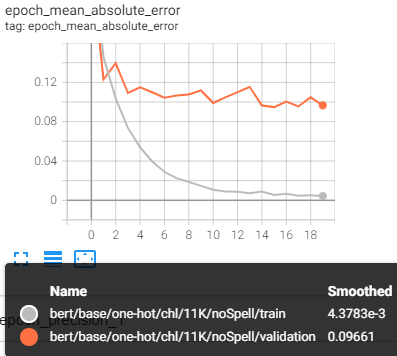 epoch_mean_absolute_error
tag: epoch_mean_absolute_error
0.12
0.08
0.04
0
0 2 4 6 8 10 12 14 16 18
Name Smoothed
bert/base/one-hot/chl/11K/noSpell/train 4.3783e-3
bert/base/one-hot/chl/11K/noSpell/validation 0.09661